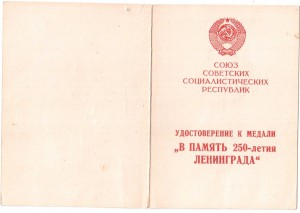 СОЮЗ
СОВЕТСКИХ
СОЦИАЛИСТИЧЕСКИХ
РЕСПУБЛИК
УДОСТОВЕРЕНИЕ К МЕДАЛИ
„В ПАМЯТЬ 250-летия
ЛЕНИНГРАДА“